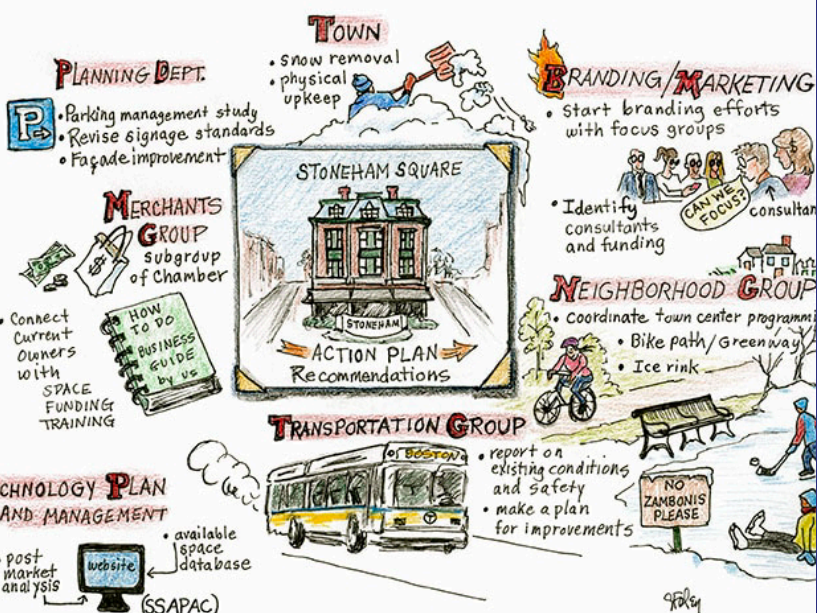 TOWN
• snow removal
• physical
upkeep
PLANNING DEPT.
P
• Parking management study
• Revise signage standards
• Façade improvement
BRANDING/MARKETING
• Start branding efforts
with focus groups
CAN WE
FOCUS?
consultan
• Identify
consultants
and funding
MERCHANTS
GROUP
subgroup
of Chamber
$
HOW
TO DO
BUSINESS
GUIDE
by us
• Connect
Current
Owners
with
SPACE
FUNDING
TRAINING
STONEHAM SQUARE
STONEHAM
ACTION PLAN
Recommendations
NEIGHBORHOOD GROUP
• Coordinate town center programmi
• Bike path/Greenway
• Ice rink
NO
ZAMBONIS
PLEASE
TRANSPORTATION GROUP
BOSTON
T
• report on
existing conditions
and safety
• make a plan
for improvements
CHNOLOGY PLAN
AND MANAGEMENT
• post
market
analysis
website
• available
space
database
(SSAPAC)